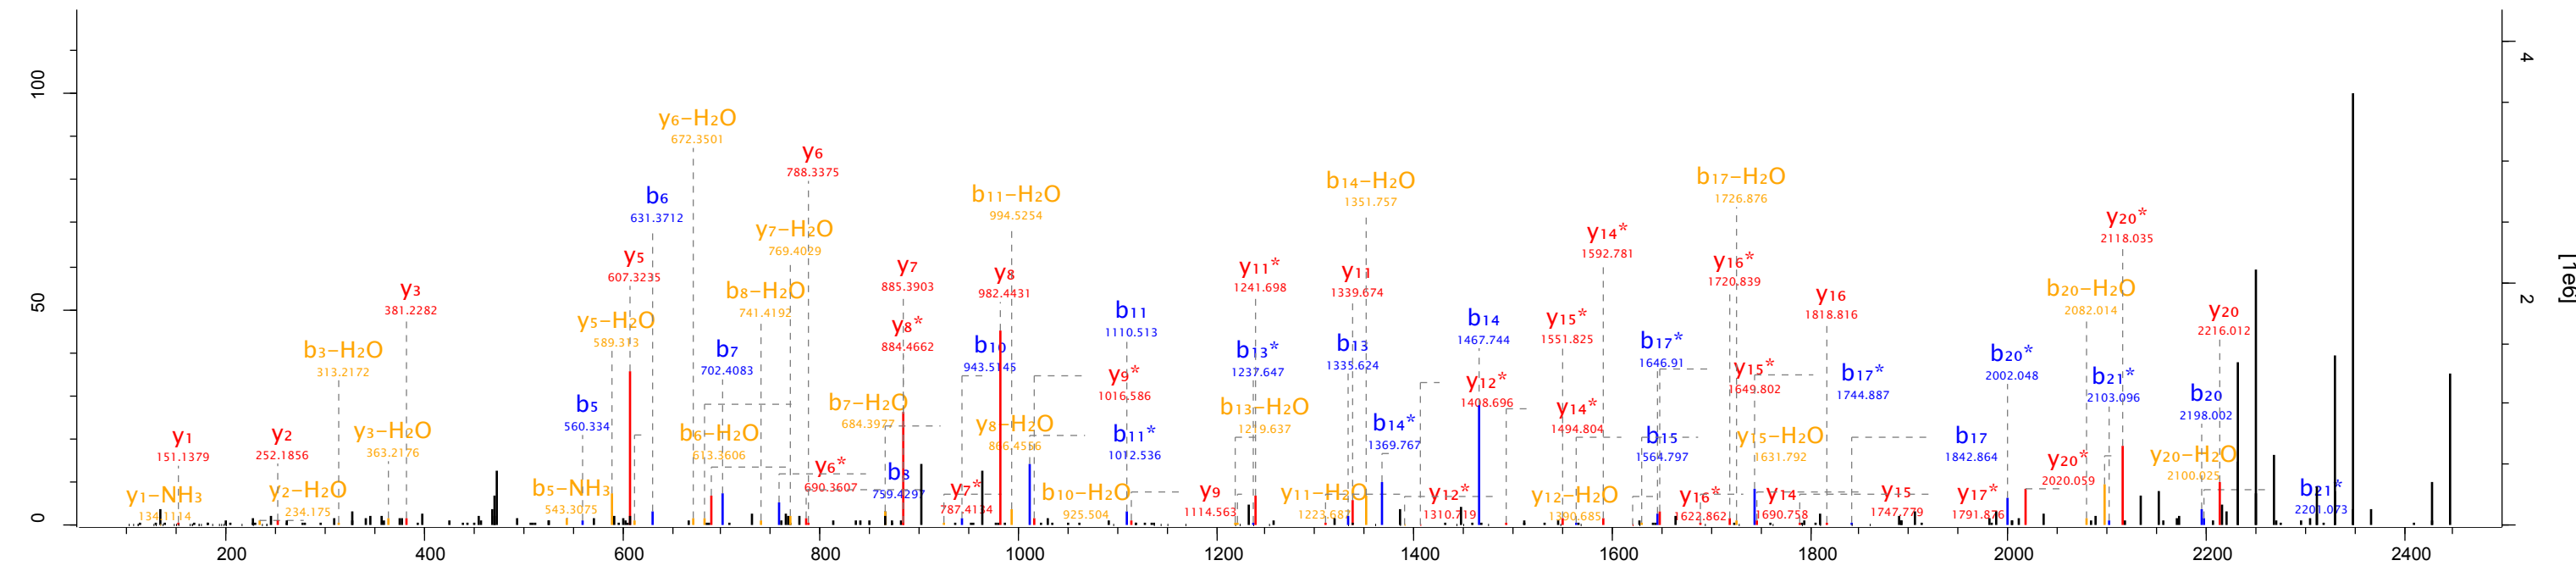 y₆–H₂O
672.3501
y₆
788.3375
b₁₁–H₂O
994.5254
b₁₄–H₂O
1351.757
b₁₇–H₂O
1726.876
b₆
631.3712
y₇–H₂O
769.4029
y₂₀*
2118.035
y₁₄*
1592.781
y₅
607.3235
y₇
885.3903
y₈
982.4431
y₁₁*
1241.698
y₁₁
1339.674
y₁₆*
1720.839
y₃
381.2282
b₈–H₂O
741.4192
y₁₆
1818.816
b₂₀–H₂O
2082.014
y₅–H₂O
589.313
y₈*
884.4662
b₁₁
1110.513
b₁₄
1467.744
y₁₅*
1551.825
y₂₀
2216.012
b₃–H₂O
313.2172
b₇
702.4083
b₁₀
943.5145
b₁₃*
1237.647
b₁₃
1335.624
b₁₇*
1646.91
b₂₀*
2002.048
y₉*
1016.586
y₁₂*
1408.696
y₁₅*
1649.802
b₁₇*
1744.887
b₂₁*
2103.096
b₅
560.334
b₇–H₂O
684.3977
b₁₃–H₂O
1219.637
y₁₄*
1494.804
b₂₀
2198.002
y₁
151.1379
y₂
252.1856
y₃–H₂O
363.2176
b₆–H₂O
613.3606
y₈–H₂O
866.4556
b₁₁*
1012.536
b₁₄*
1369.767
b₁₅
1564.797
y₁₅–H₂O
1631.792
b₁₇
1842.864
y₁–NH₃
134.1114
y₂–H₂O
234.175
b₅–NH₃
543.3075
y₆*
690.3607
b₈
759.4297
y₇*
787.4134
b₁₀–H₂O
925.504
y₉
1114.563
y₁₁–H₂O
1223.687
y₁₂*
1310.719
y₁₂–H₂O
1390.685
y₁₆*
1622.862
y₁₄
1690.758
y₁₅
1747.779
y₁₇*
1791.876
y₂₀*
2020.059
y₂₀–H₂O
2100.025
b₂₁*
2201.073
100
50
0
4
2
[1e6]
200 400 600 800 1000 1200 1400 1600 1800 2000 2200 2400